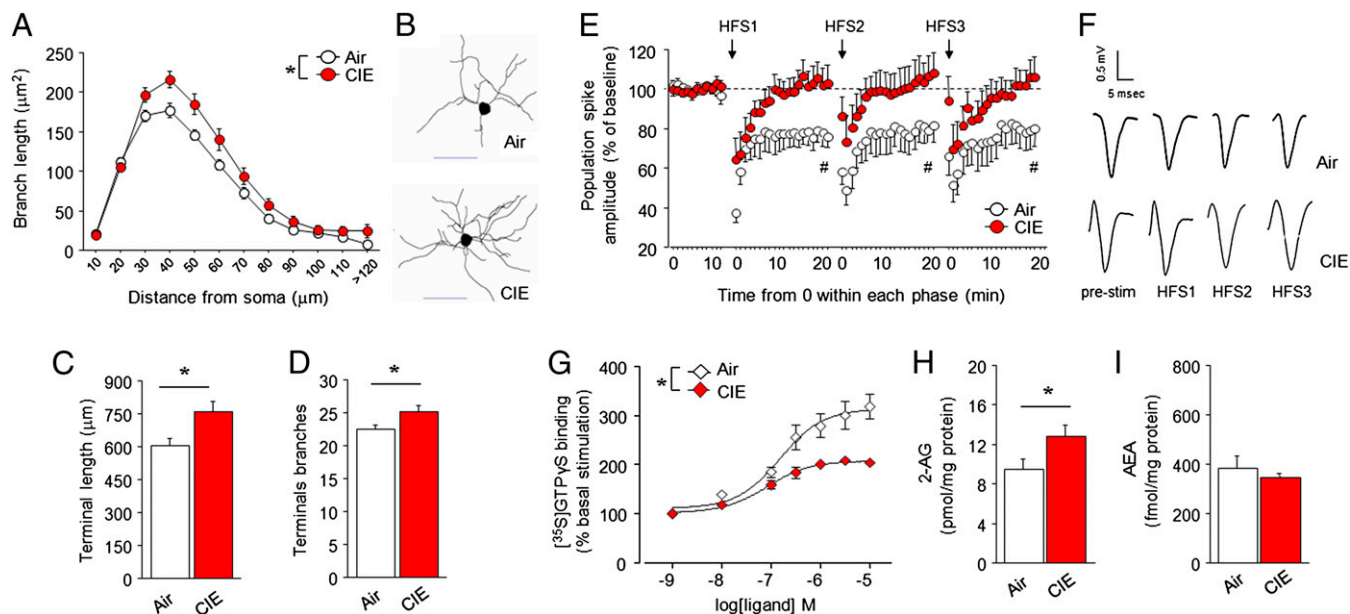 A
Branch length (μm²)
250
200
150
100
50
0
* Air
CIE
10 20 30 40 50 60 70 80 90 100 110 >120
Distance from soma (μm)
B
Air
CIE
E
HFS1 HFS2 HFS3
Population spike
amplitude (% of baseline)
120
100
80
60
40
20
# # #
Air
CIE
0 10 0 10 20 0 10 20 0 10 20
Time from 0 within each phase (min)
F
0.5 mV
5 msec
Air
CIE
pre-stim HFS1 HFS2 HFS3
C
Terminal length (μm)
900
750
600
450
300
150
0
*
Air CIE
D
Terminals branches
30
25
20
15
10
5
0
*
Air CIE
G
[³⁵S]GTPγS binding
(% basal stimulation)
400
300
200
100
0
* Air
CIE
-9 -8 -7 -6 -5
log[ligand] M
H
2-AG
(pmol/mg protein)
20
16
12
8
4
0
*
Air CIE
I
AEA
(fmol/mg protein)
800
600
400
200
0
Air CIE